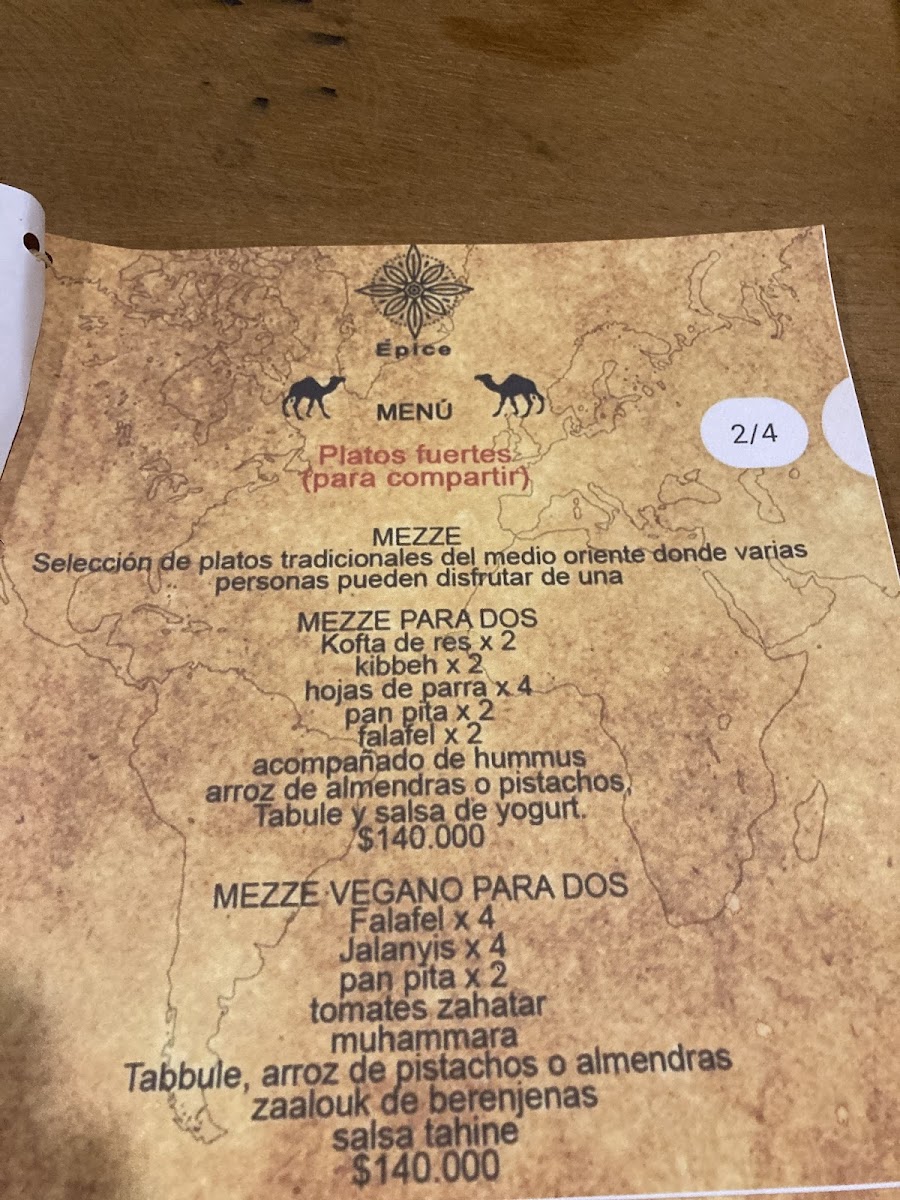 Épice
MENÚ
2/4
Platos fuertes
(para compartir)
MEZZE
Selección de platos tradicionales del medio oriente donde varias
personas pueden disfrutar de una
MEZZE PARA DOS
Kofta de res x 2
kibbeh x 2
hojas de parra x 4
pan pita x 2
falafel x 2
acompañado de hummus
arroz de almendras o pistachos,
Tabule y salsa de yogurt.
$140.000
MEZZE VEGANO PARA DOS
Falafel x 4
Jalanyis x 4
pan pita x 2
tomates zahatar
muhammara
Tabbule, arroz de pistachos o almendras
zaalouk de berenjenas
salsa tahine
$140.000